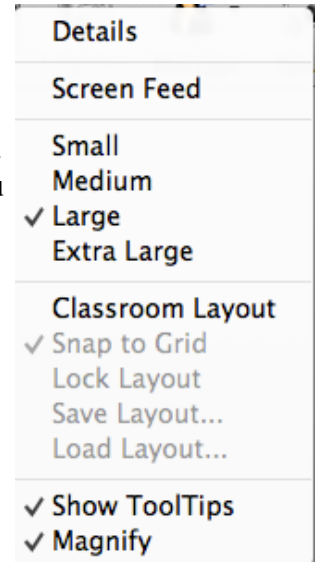 Details
Screen Feed
Small
Medium
✓ Large
Extra Large
Classroom Layout
✓ Snap to Grid
Lock Layout
Save Layout...
Load Layout...
✓ Show ToolTips
✓ Magnify